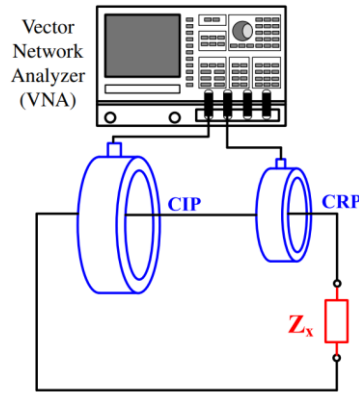 Vector
Network
Analyzer
(VNA)
CIP
CRP
Zx